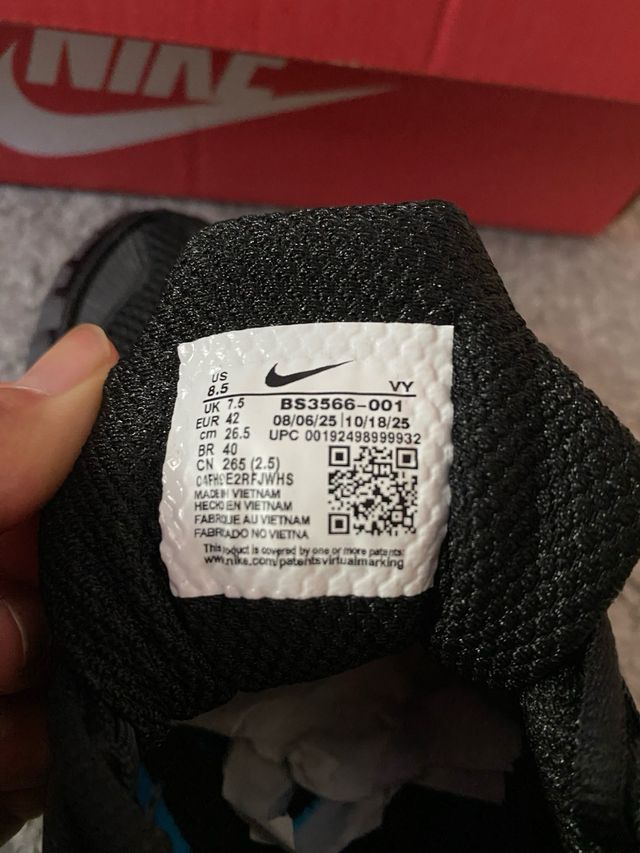 NIKE
US
8.5
VY
UK 7.5
BS3566-001
EUR 42
08/06/25 | 10/18/25
cm 26.5
UPC 00192498999932
BR 40
CN 265 (2.5)
MADE IN VIETNAM
HECHO EN VIETNAM
FABRIQUE AU VIETNAM
FABRICADO NO VIETNA
This product is covered by one or more patents:
www.nike.com/patentsvirtualmarking